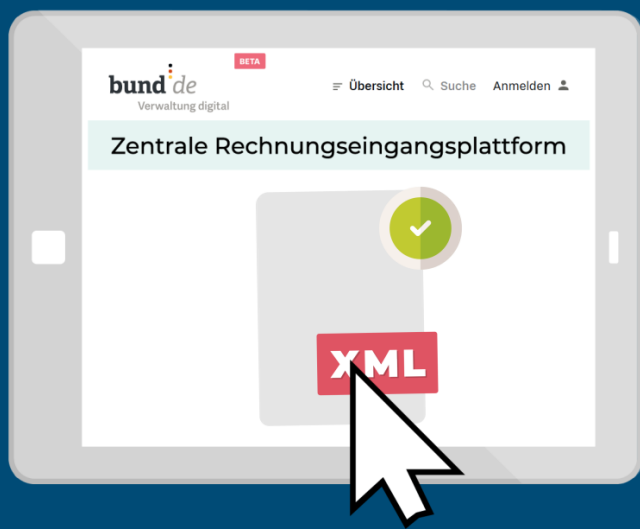 BETA
bund.de
Verwaltung digital
Übersicht Suche Anmelden
Zentrale Rechnungseingangsplattform
XML